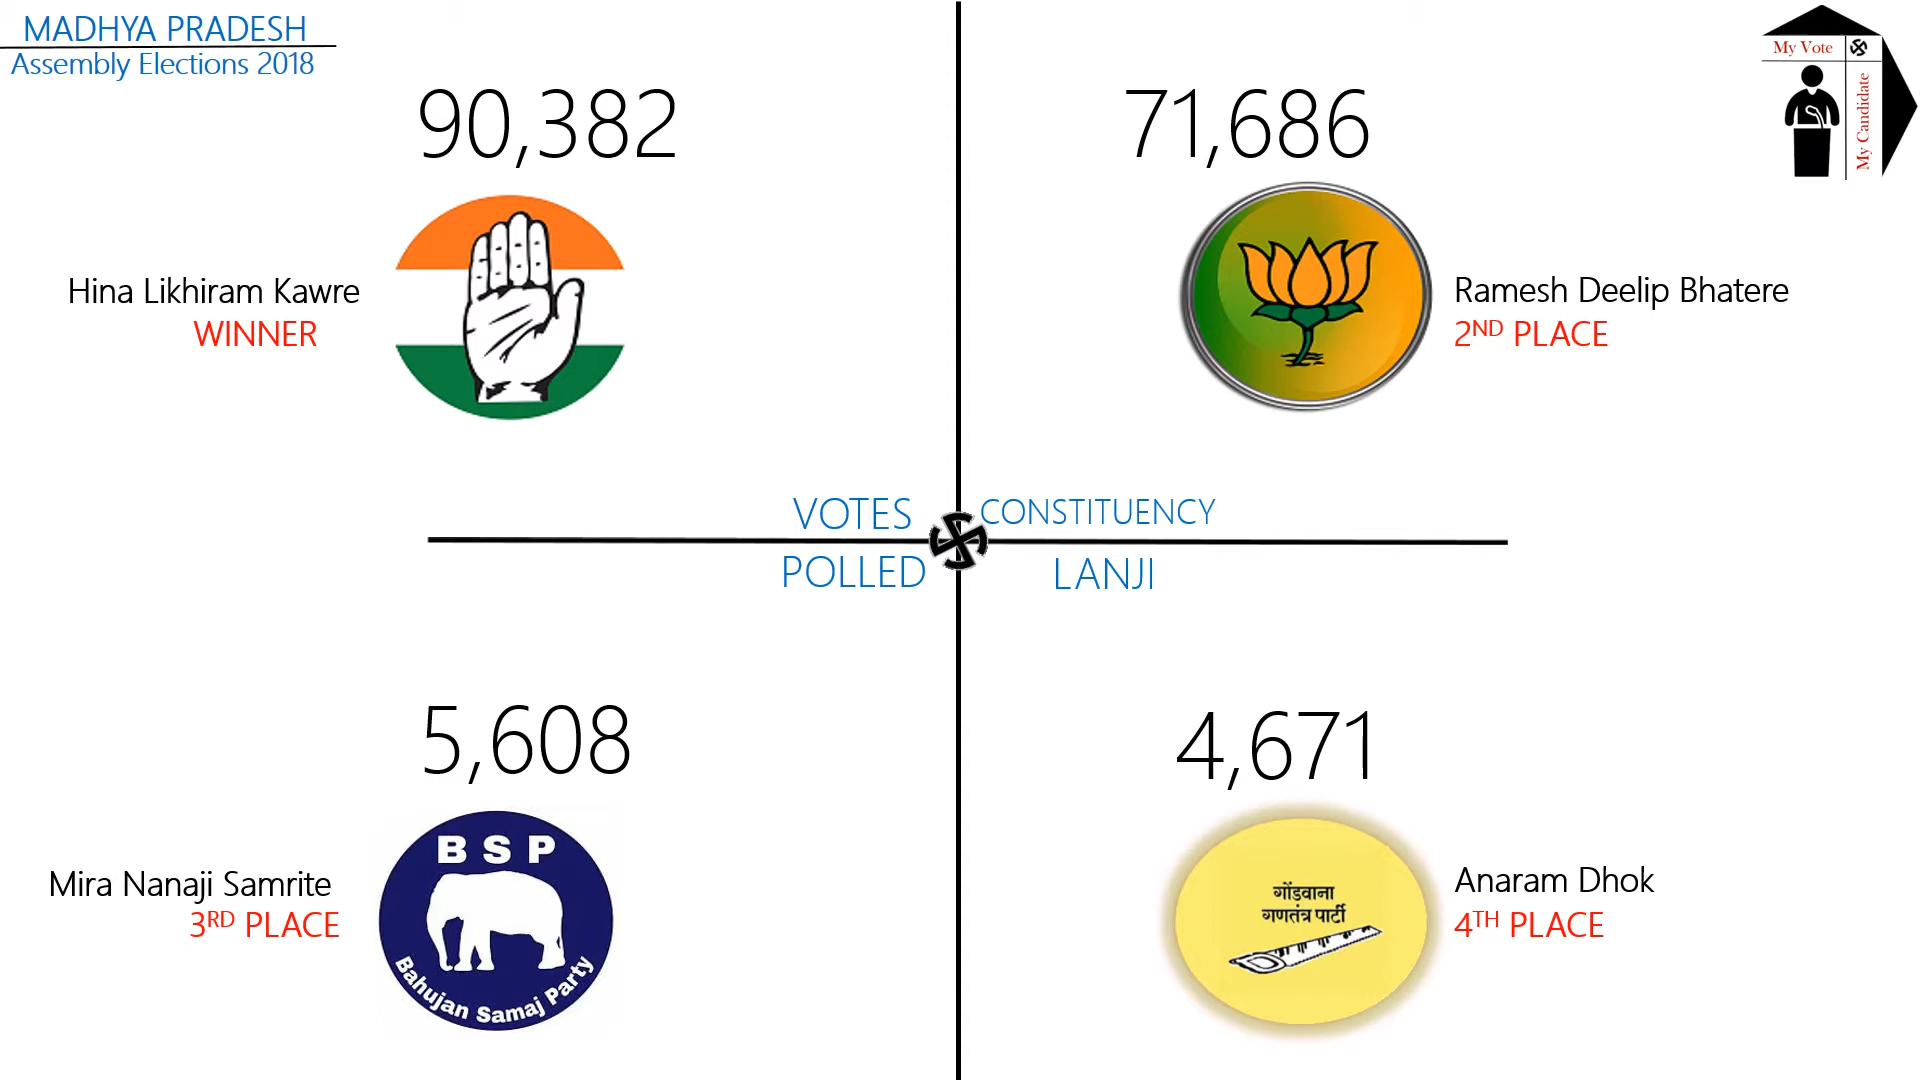 MADHYA PRADESH
Assembly Elections 2018
My Vote
My Candidate
90,382
Hina Likhiram Kawre
WINNER
71,686
Ramesh Deelip Bhatere
2ND PLACE
VOTES
POLLED
CONSTITUENCY
LANJI
5,608
Mira Nanaji Samrite
3RD PLACE
BSP
Bahujan Samaj Party
4,671
गोंडवाना
गणतंत्र पार्टी
Anaram Dhok
4TH PLACE